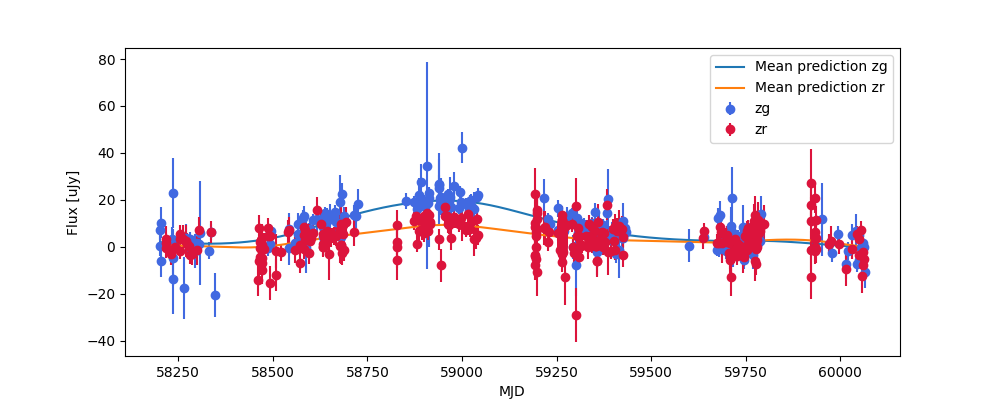 80
60
40
20
0
−20
−40
Flux [uJy]
58250
58500
58750
59000
59250
59500
59750
60000
MJD
Mean prediction zg
Mean prediction zr
zg
zr